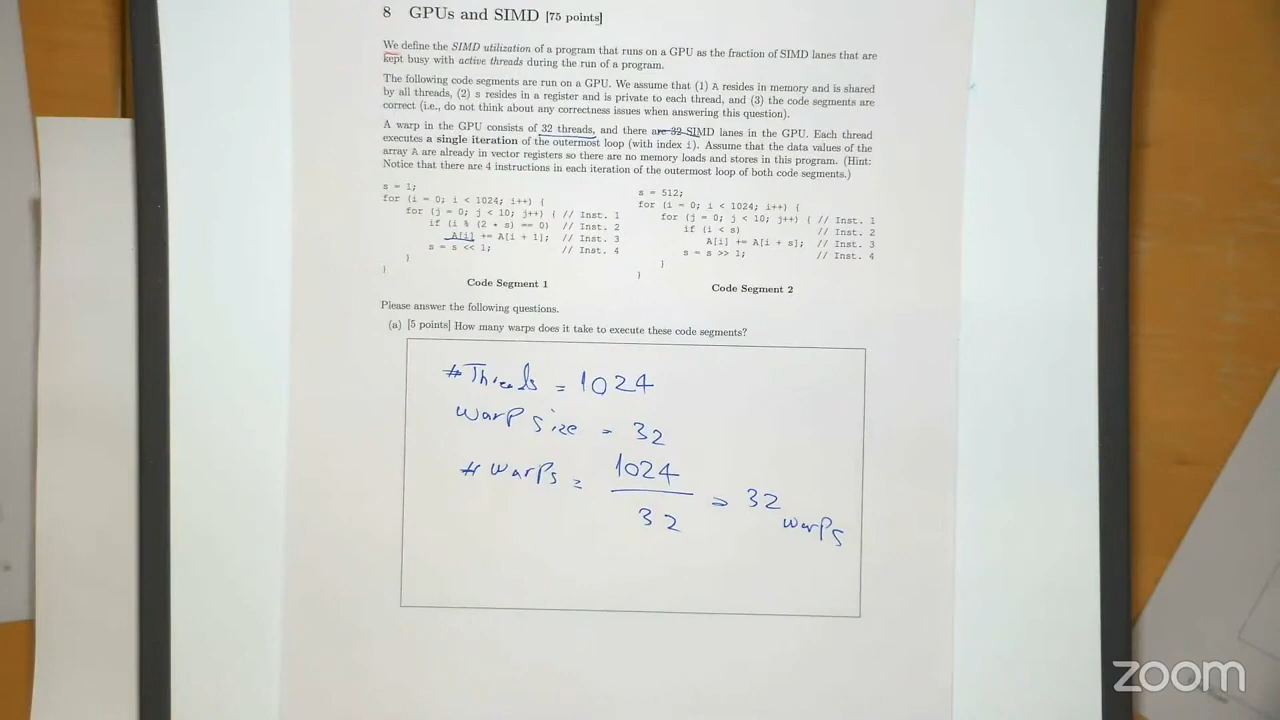 8 GPUs and SIMD [75 points]
We define the SIMD utilization of a program that runs on a GPU as the fraction of SIMD lanes that are
kept busy with active threads during the run of a program.
The following code segments are run on a GPU. We assume that (1) A resides in memory and is shared
by all threads, (2) s resides in a register and is private to each thread, and (3) the code segments are
correct (i.e., do not think about any correctness issues when answering this question).
A warp in the GPU consists of 32 threads, and there are 32 SIMD lanes in the GPU. Each thread
executes a single iteration of the outermost loop (with index i). Assume that the data values of the
array A are already in vector registers so there are no memory loads and stores in this program. (Hint:
Notice that there are 4 instructions in each iteration of the outermost loop of both code segments.)
s = 1;
for (i = 0; i < 1024; i++) {
for (j = 0; j < 10; j++) { // Inst. 1
if (i % (2 * s) == 0) // Inst. 2
A[i] += A[i + 1]; // Inst. 3
s = s << 1; // Inst. 4
}
}
Code Segment 1
s = 512;
for (i = 0; i < 1024; i++) {
for (j = 0; j < 10; j++) { // Inst. 1
if (i < s) // Inst. 2
A[i] += A[i + s]; // Inst. 3
s = s >> 1; // Inst. 4
}
}
Code Segment 2
Please answer the following questions.
(a) [5 points] How many warps does it take to execute these code segments?
#Threads = 1024
warp size = 32
# warps = 1024 / 32 = 32 warps
zoom